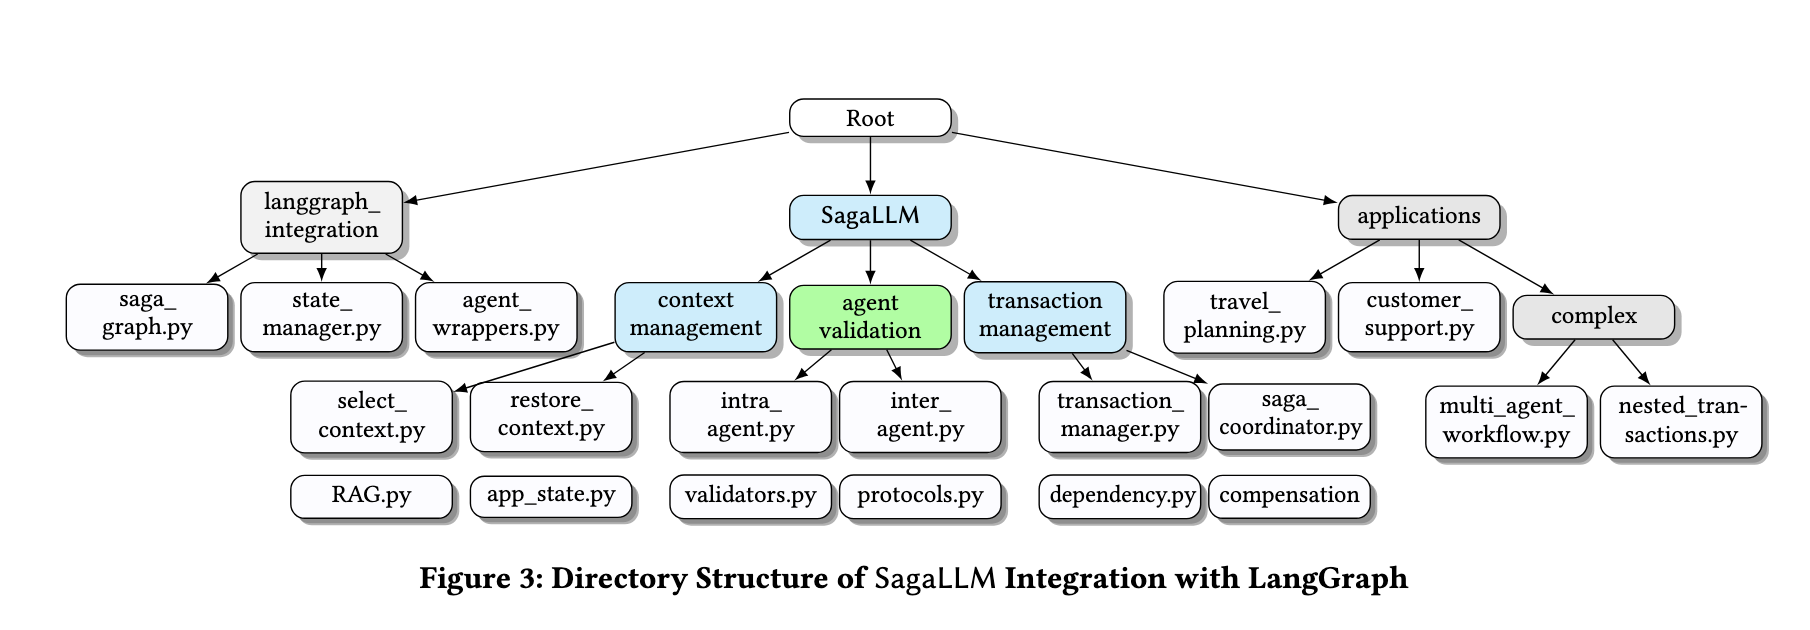 Root
langgraph_
integration
SagaLLM
applications
saga_
graph.py
state_
manager.py
agent_
wrappers.py
context
management
agent
validation
transaction
management
travel_
planning.py
customer_
support.py
complex
select_
context.py
restore_
context.py
intra_
agent.py
inter_
agent.py
transaction_
manager.py
saga_
coordinator.py
multi_agent_
workflow.py
nested_tran-
sactions.py
RAG.py
app_state.py
validators.py
protocols.py
dependency.py
compensation
Figure 3: Directory Structure of SagaLLM Integration with LangGraph